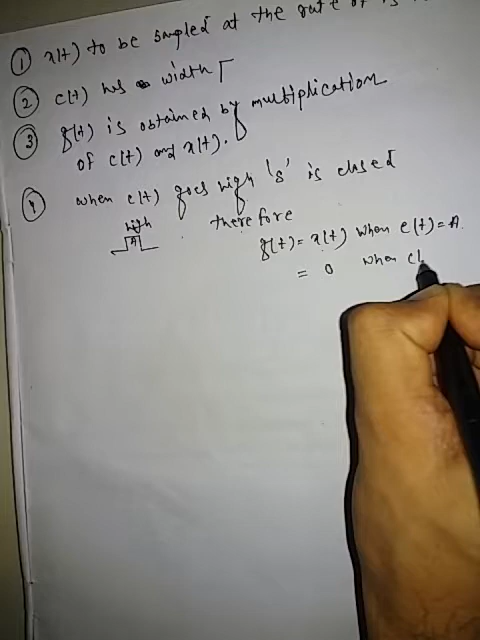 ① x(t) to be sampled at the rate of
② c(t) has width Γ
③ g(t) is obtained by multiplication
of c(t) and x(t).
④ when c(t) goes high 's' is closed
high therefore
A
g(t) = x(t) when c(t) = A.
= 0 when c(